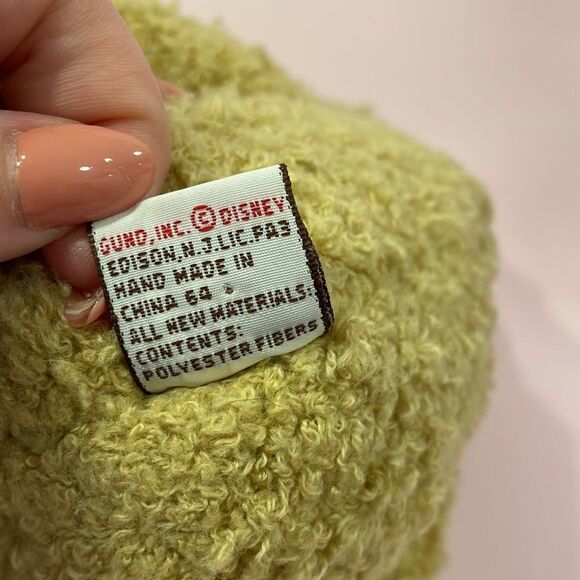 GUND, INC. © DISNEY
EDISON, N.J. LIC. PA3
HAND MADE IN
CHINA 64
ALL NEW MATERIALS:
CONTENTS:
POLYESTER FIBERS